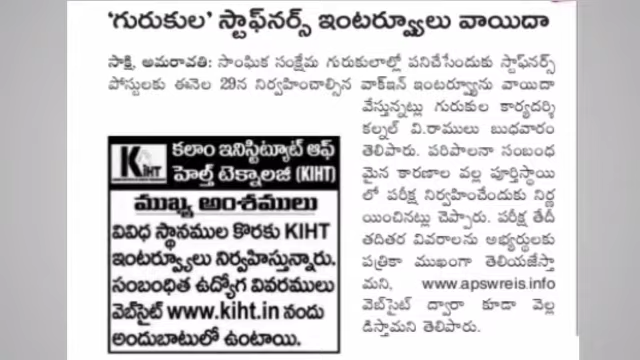 ‘గురుకుల’ స్టాఫ్‌నర్స్ ఇంటర్వ్యూలు వాయిదా
సాక్షి, అమరావతి: సాంఘిక సంక్షేమ గురుకులాల్లో పనిచేసేందుకు స్టాఫ్‌నర్స్
పోస్టులకు ఈనెల 29న నిర్వహించాల్సిన వాక్ఇన్ ఇంటర్వ్యూను వాయిదా
వేస్తున్నట్లు గురుకుల కార్యదర్శి
కల్నల్ వి.రాములు బుధవారం
తెలిపారు. పరిపాలనా సంబంధ
మైన కారణాల వల్ల పూర్తిస్థాయి
లో పరీక్ష నిర్వహించేందుకు నిర్ణ
యించినట్లు చెప్పారు. పరీక్ష తేదీ
తదితర వివరాలను అభ్యర్థులకు
పత్రికా ముఖంగా తెలియజేస్తా
మని, www.apswreis.info
వెబ్‌సైట్ ద్వారా కూడా వెల్ల
డిస్తామని తెలిపారు.
KIHT
కలాం ఇనిస్టిట్యూట్ ఆఫ్
హెల్త్ టెక్నాలజీ (KIHT)
ముఖ్య అంశములు
వివిధ స్థానముల కొరకు KIHT
ఇంటర్వ్యూలు నిర్వహిస్తున్నారు.
సంబంధిత ఉద్యోగ వివరములు
వెబ్‌సైట్ www.kiht.in నందు
అందుబాటులో ఉంటాయి.